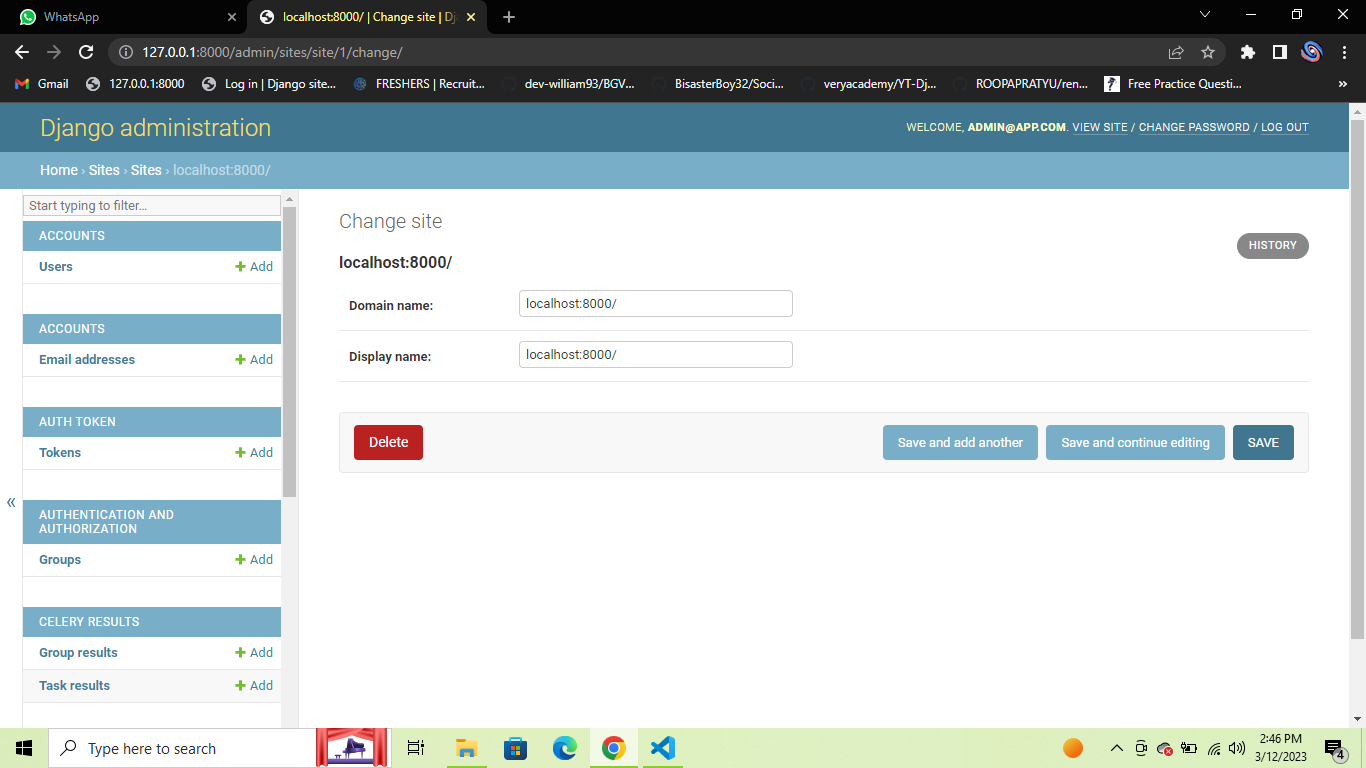 WhatsApp
localhost:8000/ | Change site | Dj
127.0.0.1:8000/admin/sites/site/1/change/
Gmail
127.0.0.1:8000
Log in | Django site...
FRESHERS | Recruit...
dev-william93/BGV...
BisasterBoy32/Soci...
veryacademy/YT-Dj...
ROOPAPRATYU/ren...
Free Practice Questi...
»
Django administration
WELCOME, ADMIN@APP.COM. VIEW SITE / CHANGE PASSWORD / LOG OUT
Home › Sites › Sites › localhost:8000/
Start typing to filter...
ACCOUNTS
Users + Add
ACCOUNTS
Email addresses + Add
AUTH TOKEN
Tokens + Add
«
AUTHENTICATION AND
AUTHORIZATION
Groups + Add
CELERY RESULTS
Group results + Add
Task results + Add
Change site
HISTORY
localhost:8000/
Domain name: localhost:8000/
Display name: localhost:8000/
Delete
Save and add another
Save and continue editing
SAVE
Type here to search
2:46 PM
3/12/2023
4